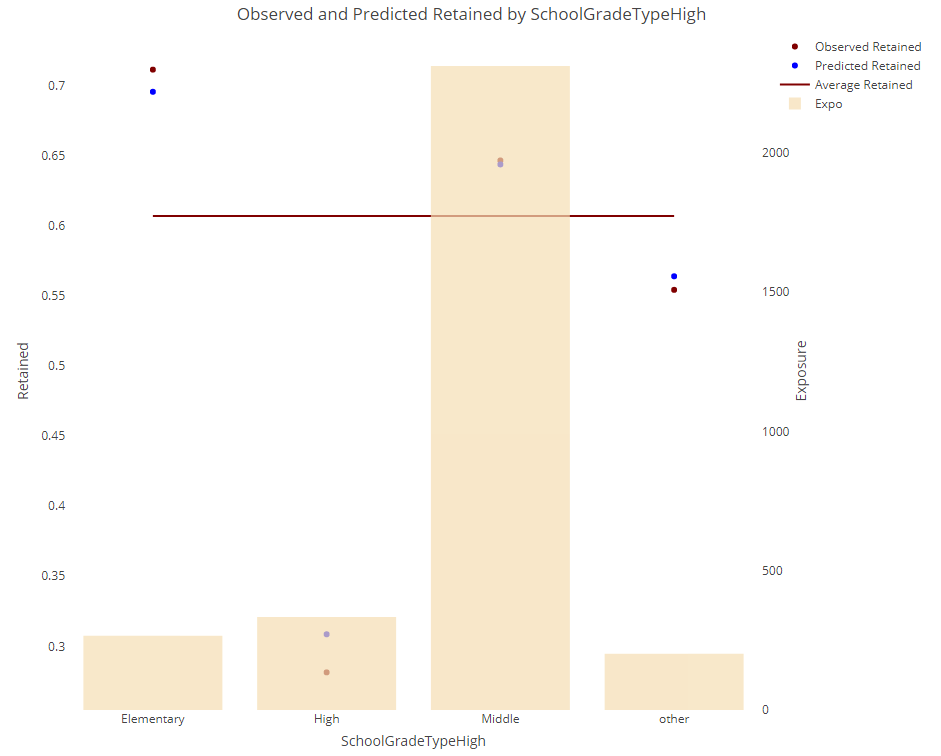 Observed and Predicted Retained by SchoolGradeTypeHigh
Observed Retained
Predicted Retained
Average Retained
Expo
0.7
0.65
0.6
0.55
0.5
0.45
0.4
0.35
0.3
Retained
2000
1500
1000
500
0
Exposure
Elementary
High
Middle
other
SchoolGradeTypeHigh